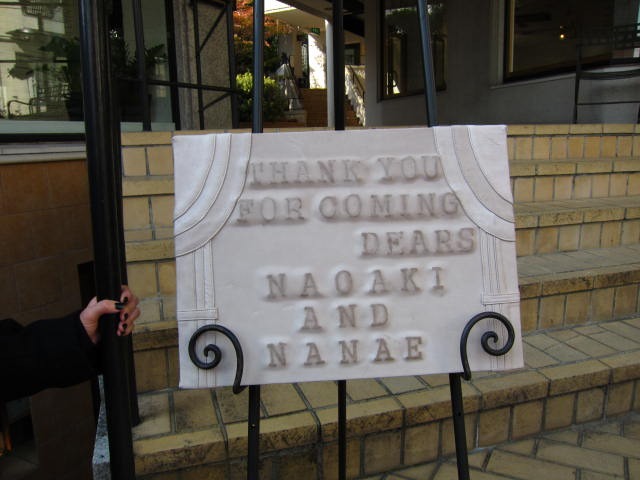 THANK YOU
FOR COMING
DEARS
NAOAKI
AND
NANAE